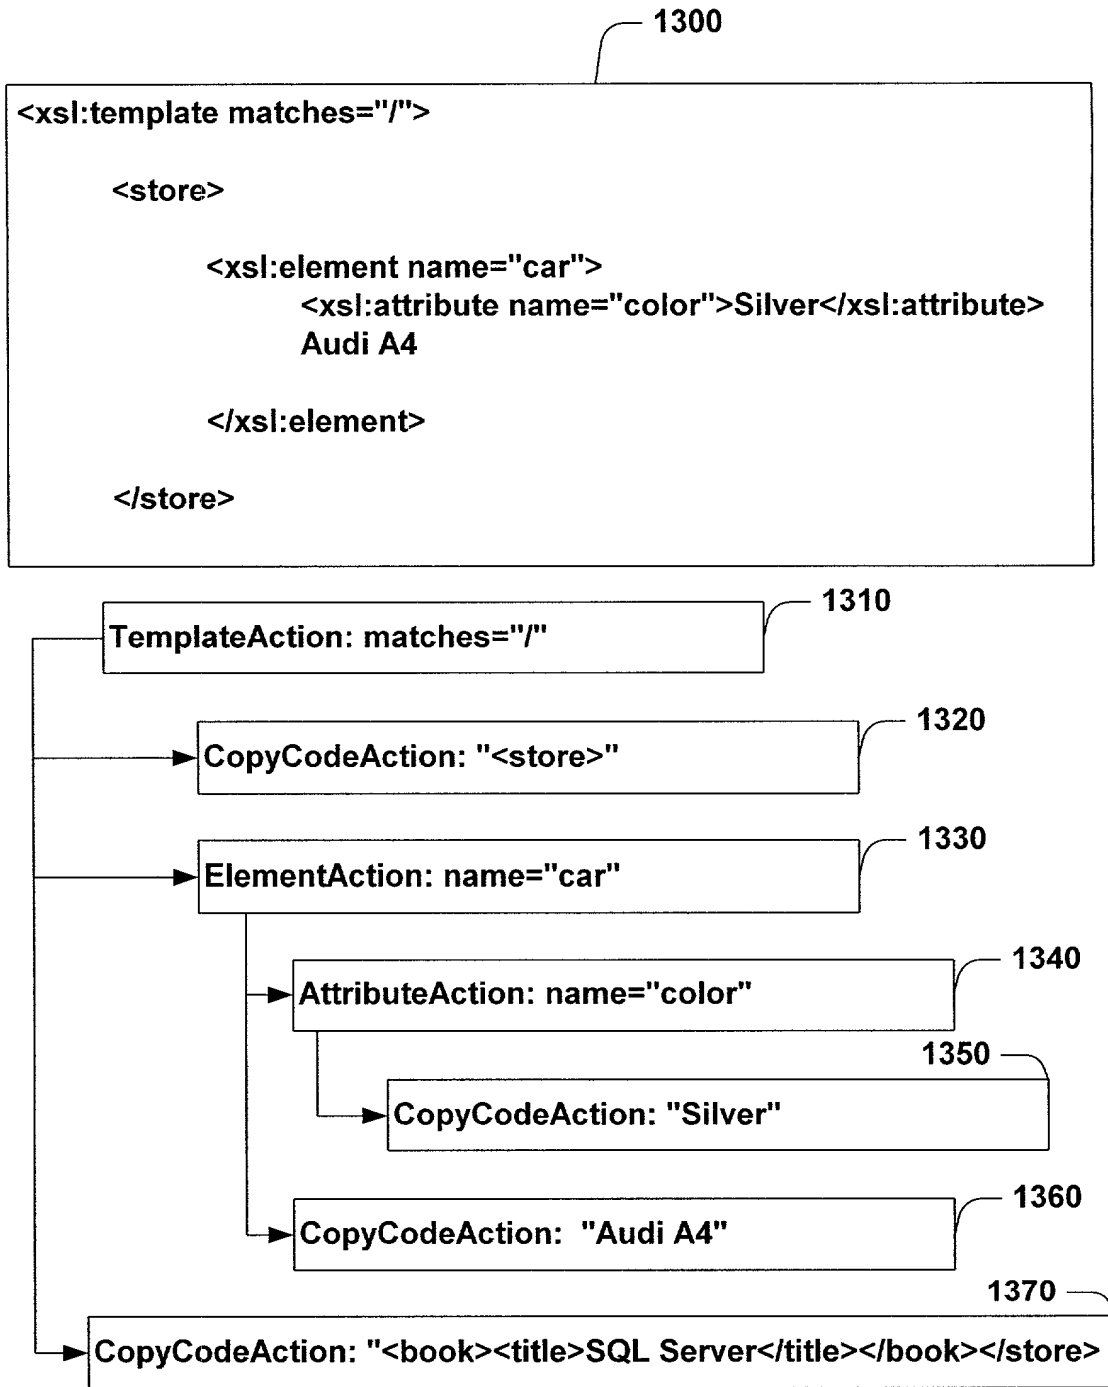 1300
<xsl:template matches="/">
<store>
<xsl:element name="car">
<xsl:attribute name="color">Silver</xsl:attribute>
Audi A4
</xsl:element>
</store>
1310
TemplateAction: matches="/"
1320
CopyCodeAction: "<store>"
1330
ElementAction: name="car"
1340
AttributeAction: name="color"
1350
CopyCodeAction: "Silver"
1360
CopyCodeAction: "Audi A4"
1370
CopyCodeAction: "<book><title>SQL Server</title></book></store>